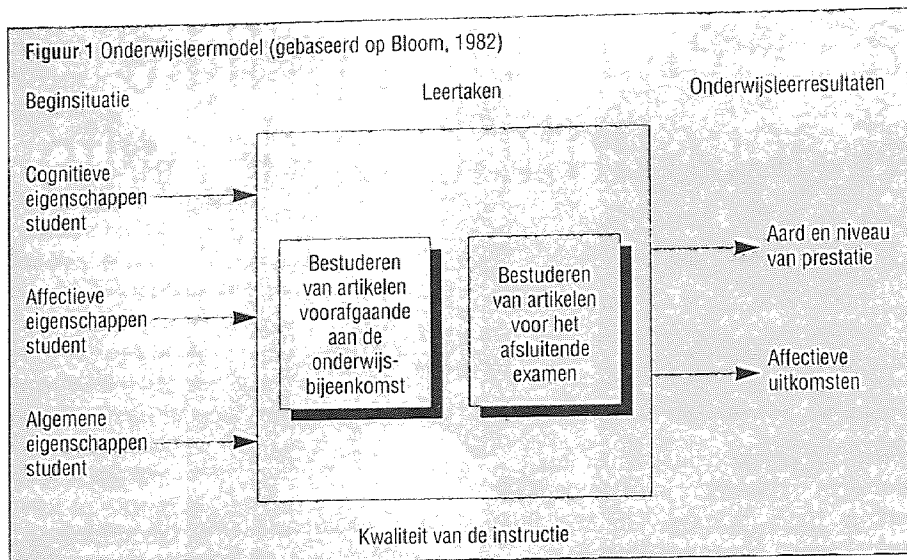 Figuur 1 Onderwijsleermodel (gebaseerd op Bloom, 1982)
Beginsituatie
Leertaken
Onderwijsleerresultaten
Cognitieve
eigenschappen
student
Affectieve
eigenschappen
student
Algemene
eigenschappen
student
Bestuderen
van artikelen
voorafgaande
aan de
onderwijs-
bijeenkomst
Bestuderen
van artikelen
voor het
afsluitende
examen
Aard en niveau
van prestatie
Affectieve
uitkomsten
Kwaliteit van de instructie